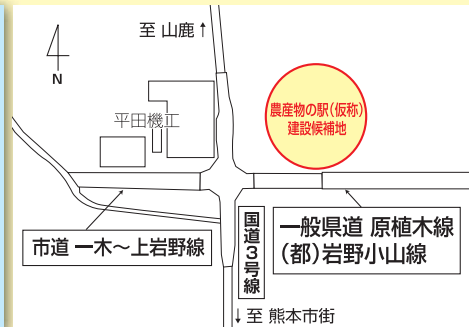 至 山鹿↑
N
平田機工
農産物の駅(仮称)
建設候補地
市道 一木～上岩野線
国道3号線
一般県道 原植木線
(都)岩野小山線
↓至 熊本市街